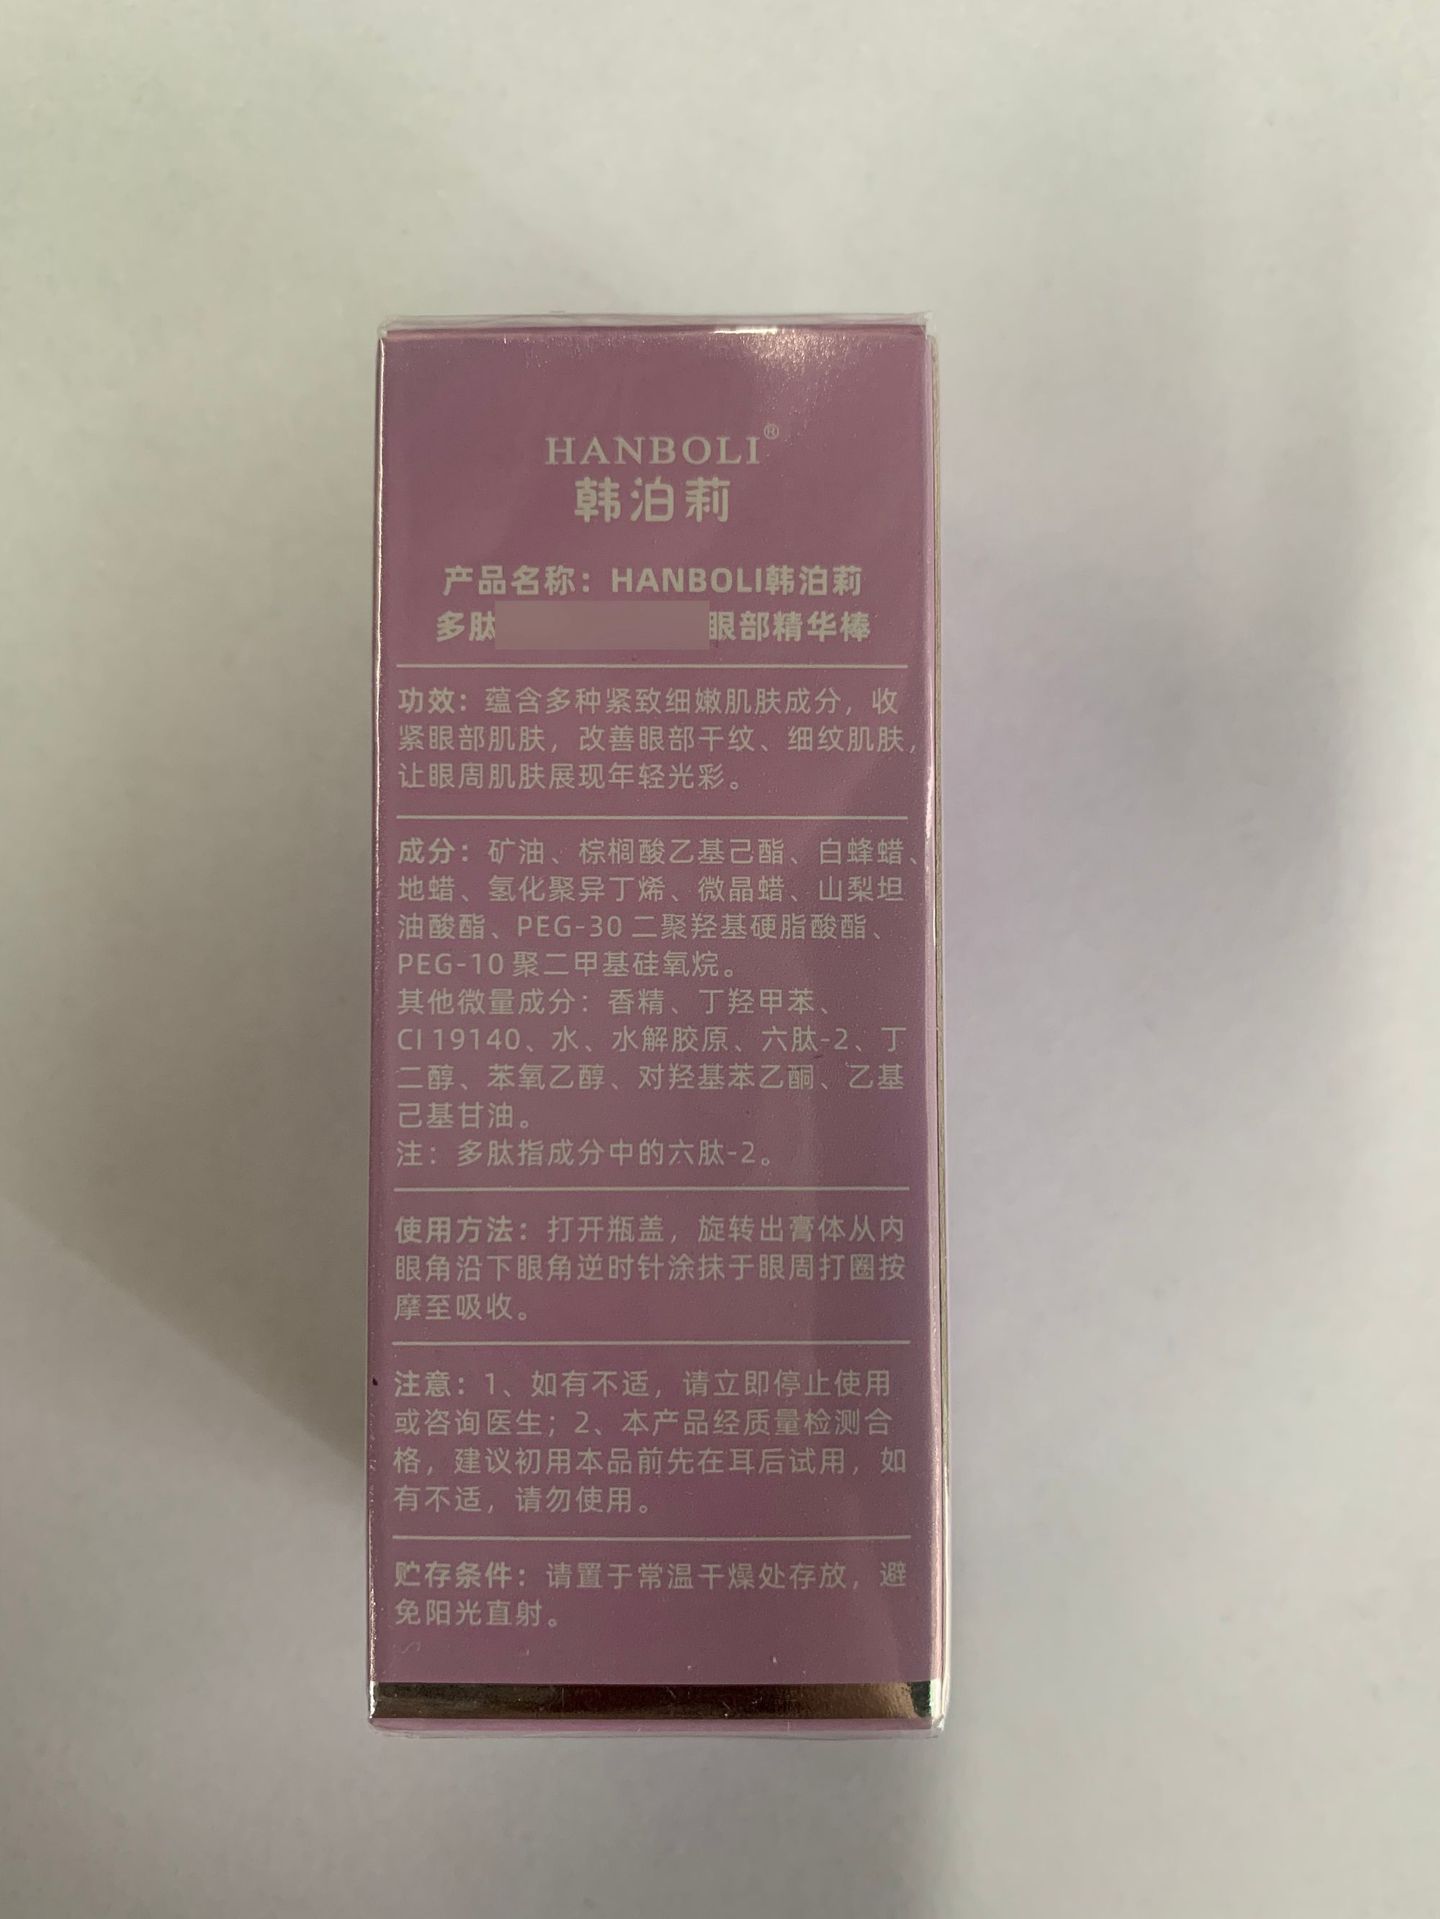 HANBOLI®
韩泊莉
产品名称：HANBOLI韩泊莉
多肽 眼部精华棒
功效：蕴含多种紧致细嫩肌肤成分，收
紧眼部肌肤，改善眼部干纹、细纹肌肤，
让眼周肌肤展现年轻光彩。
成分：矿油、棕榈酸乙基己酯、白蜂蜡、
地蜡、氢化聚异丁烯、微晶蜡、山梨坦
油酸酯、PEG-30 二聚羟基硬脂酸酯、
PEG-10 聚二甲基硅氧烷。
其他微量成分：香精、丁羟甲苯、
CI 19140、水、水解胶原、六肽-2、丁
二醇、苯氧乙醇、对羟基苯乙酮、乙基
己基甘油。
注：多肽指成分中的六肽-2。
使用方法：打开瓶盖，旋转出膏体从内
眼角沿下眼角逆时针涂抹于眼周打圈按
摩至吸收。
注意：1、如有不适，请立即停止使用
或咨询医生；2、本产品经质量检测合
格，建议初用本品前先在耳后试用，如
有不适，请勿使用。
贮存条件：请置于常温干燥处存放，避
免阳光直射。